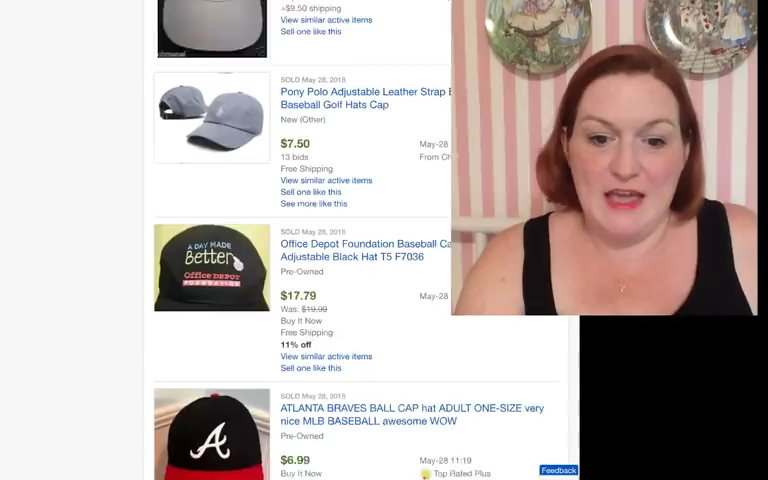 +$9.50 shipping
View similar active items
Sell one like this
SOLD May 28, 2018
Pony Polo Adjustable Leather Strap
Baseball Golf Hats Cap
New (Other)
$7.50
May-28
13 bids
From Ch
Free Shipping
View similar active items
Sell one like this
See more like this
SOLD May 28, 2018
Office Depot Foundation Baseball Ca
Adjustable Black Hat T5 F7036
Pre-Owned
A DAY MADE
Better
Office DEPOT
FOUNDATION
$17.79
May-28
Was: $19.99
Buy It Now
Free Shipping
11% off
View similar active items
Sell one like this
SOLD May 28, 2018
ATLANTA BRAVES BALL CAP hat ADULT ONE-SIZE very
nice MLB BASEBALL awesome WOW
Pre-Owned
A
$6.99
May-28 11:19
Buy It Now
Top Rated Plus
Feedback